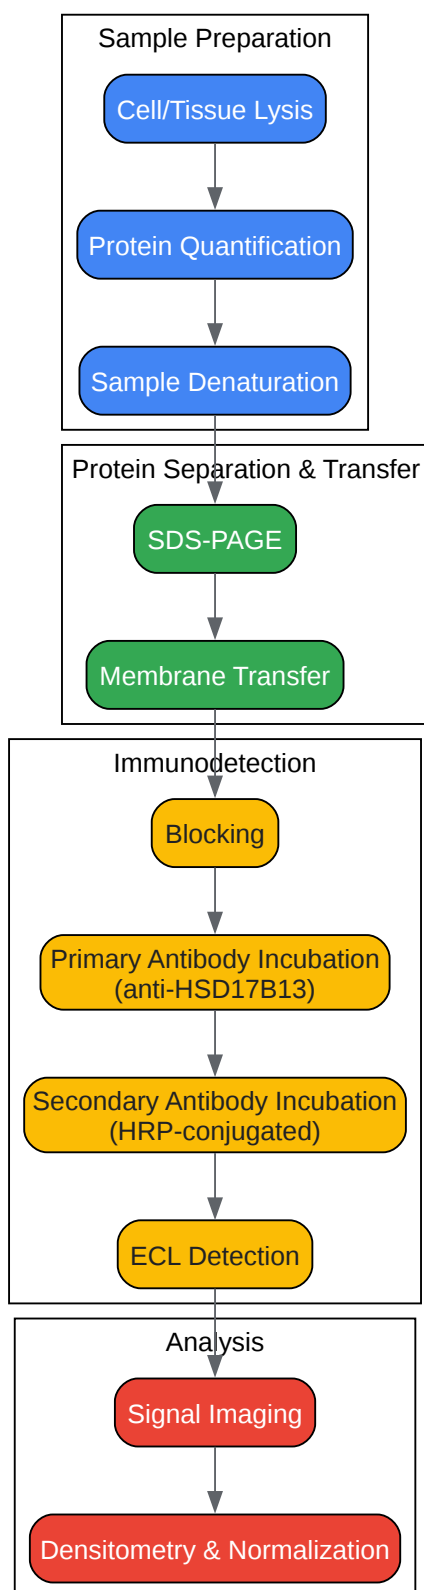 Sample Preparation
Cell/Tissue Lysis
Protein Quantification
Sample Denaturation
Protein Separation & Transfer
SDS-PAGE
Membrane Transfer
Immunodetection
Blocking
Primary Antibody Incubation
(anti-HSD17B13)
Secondary Antibody Incubation
(HRP-conjugated)
ECL Detection
Analysis
Signal Imaging
Densitometry & Normalization